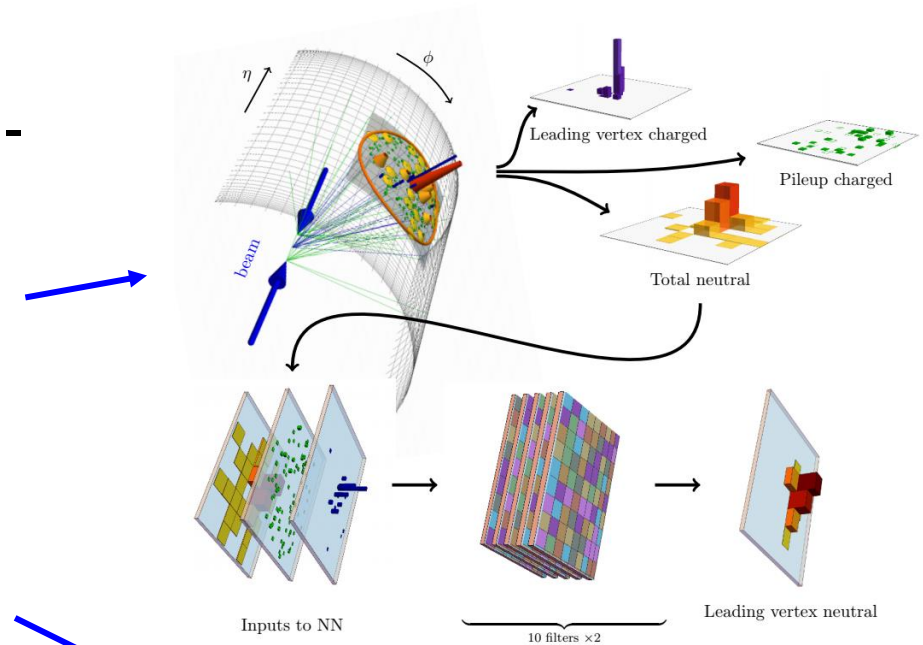 η
ϕ
Leading vertex charged
Pileup charged
beam
Total neutral
Inputs to NN
10 filters ×2
Leading vertex neutral